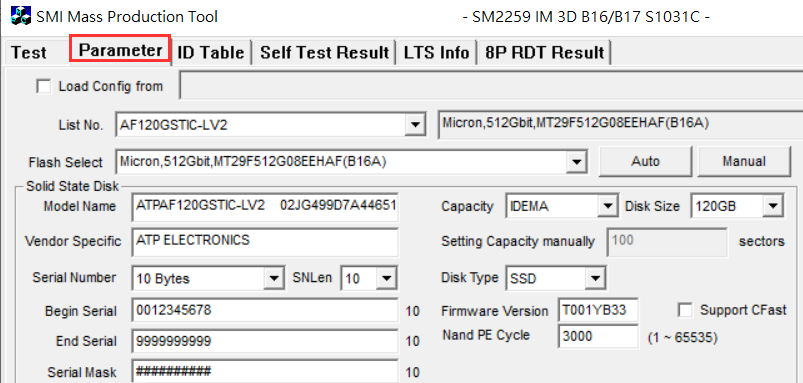 SMI Mass Production Tool - SM2259 IM 3D B16/B17 S1031C -
Test Parameter ID Table Self Test Result LTS Info 8P RDT Result
Load Config from
List No. AF120GSTIC-LV2 Micron,512Gbit,MT29F512G08EEHAF(B16A)
Flash Select Micron,512Gbit,MT29F512G08EEHAF(B16A) Auto Manual
Solid State Disk
Model Name ATPAF120GSTIC-LV2 02JG499D7A44651 Capacity IDEMA Disk Size 120GB
Vendor Specific ATP ELECTRONICS Setting Capacity manually 100 sectors
Serial Number 10 Bytes SNLen 10 Disk Type SSD
Begin Serial 0012345678 10 Firmware Version T001YB33 Support CFast
End Serial 9999999999 10 Nand PE Cycle 3000 (1 ~ 65535)
Serial Mask ########## 10